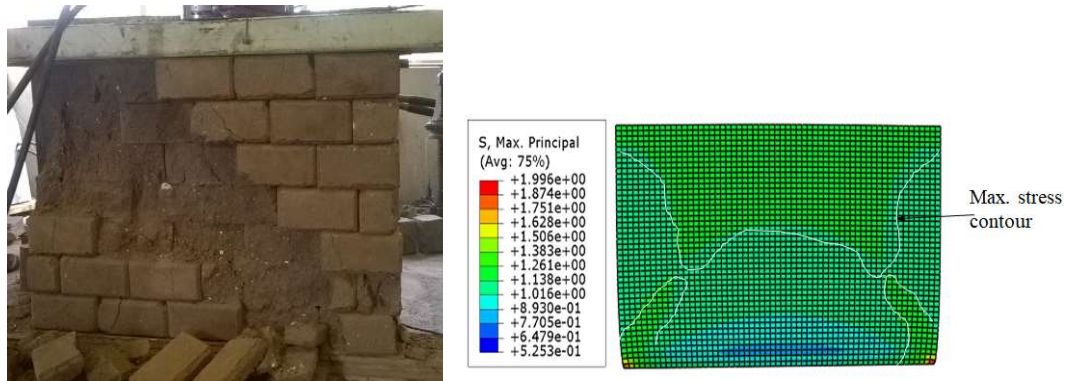 S, Max. Principal
(Avg: 75%)
+1.996e+00
+1.874e+00
+1.751e+00
+1.628e+00
+1.506e+00
+1.383e+00
+1.261e+00
+1.138e+00
+1.016e+00
+8.930e-01
+7.705e-01
+6.479e-01
+5.253e-01
Max. stress
contour